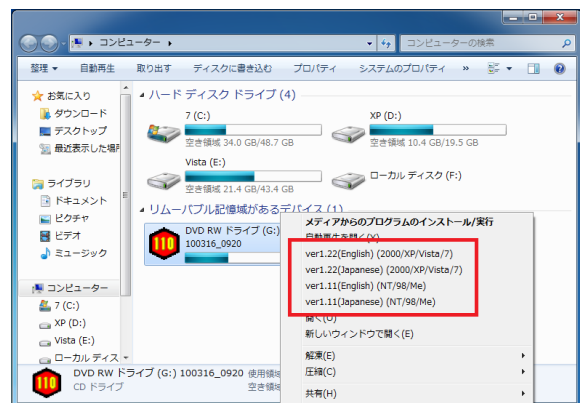 コンピューター
コンピューターの検索
整理 自動再生 取り出す ディスクに書き込む プロパティ システムのプロパティ »
お気に入り
ダウンロード
デスクトップ
最近表示した場所
ライブラリ
ドキュメント
ピクチャ
ビデオ
ミュージック
コンピューター
7 (C:)
XP (D:)
Vista (E:)
ローカル ディス
ハード ディスク ドライブ (4)
7 (C:)
空き領域 34.0 GB/48.7 GB
XP (D:)
空き領域 10.4 GB/19.5 GB
Vista (E:)
空き領域 21.4 GB/43.4 GB
ローカル ディスク (F:)
リムーバブル記憶域があるデバイス (1)
110
DVD RW ドライブ (G:)
100316_0920
メディアからのプログラムのインストール/実行
自動再生を開く(Y)
ver1.22(English) (2000/XP/Vista/7)
ver1.22(Japanese) (2000/XP/Vista/7)
ver1.11(English) (NT/98/Me)
ver1.11(Japanese) (NT/98/Me)
開く(O)
新しいウィンドウで開く(E)
解凍(E)
圧縮(C)
共有(H)
110
DVD RW ドライブ (G:) 100316_0920 使用領域
CD ドライブ 空き領域